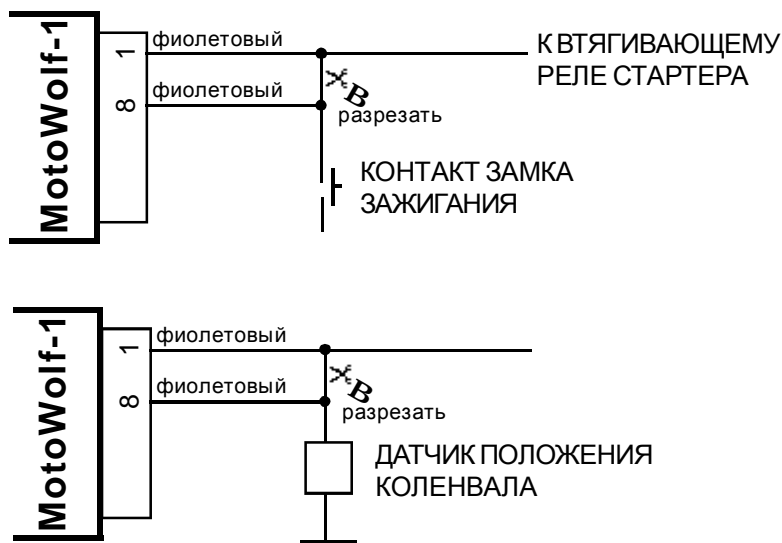 MotoWolf-1
1
фиолетовый
8
фиолетовый
В
разрезать
К ВТЯГИВАЮЩЕМУ
РЕЛЕ СТАРТЕРА
КОНТАКТ ЗАМКА
ЗАЖИГАНИЯ
MotoWolf-1
1
фиолетовый
8
фиолетовый
В
разрезать
ДАТЧИК ПОЛОЖЕНИЯ
КОЛЕНВАЛА